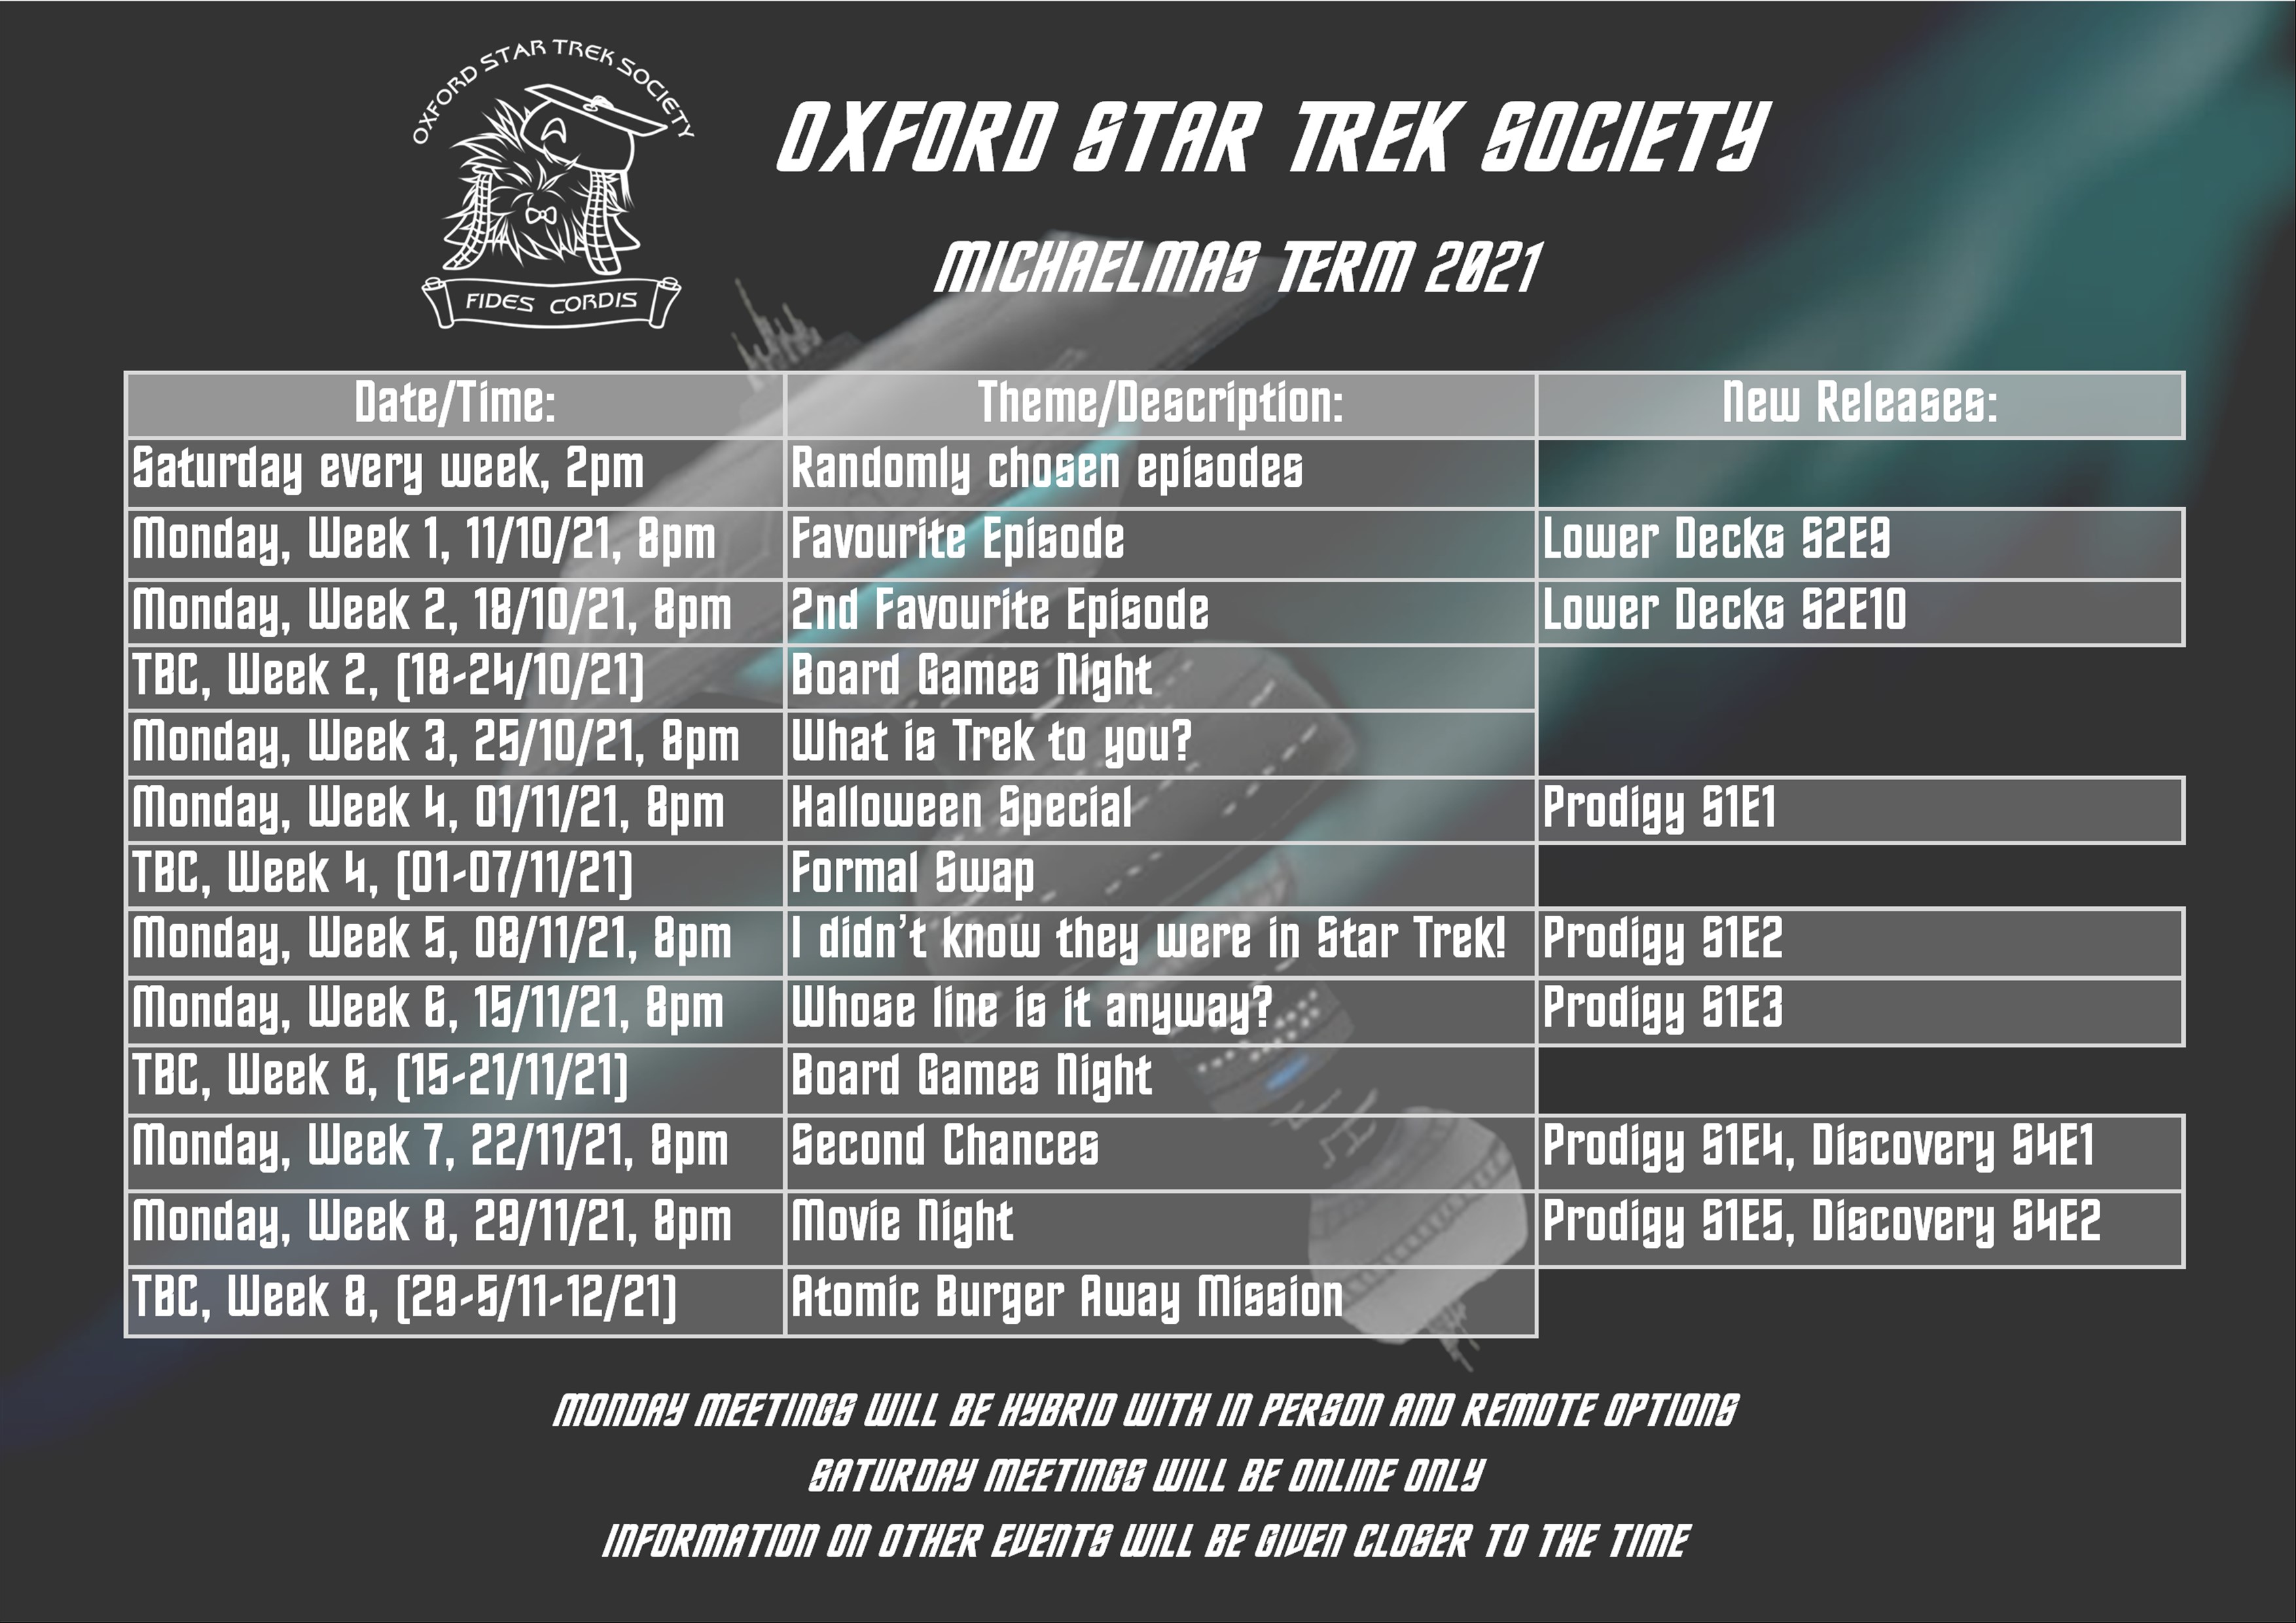 OXFORD STAR TREK SOCIETY
FIDES CORDIS
OXFORD STAR TREK SOCIETY
MICHAELMAS TERM 2021
Date/Time: Theme/Description: New Releases:
Saturday every week, 2pm Randomly chosen episodes
Monday, Week 1, 11/10/21, 8pm Favourite Episode Lower Decks S2E9
Monday, Week 2, 18/10/21, 8pm 2nd Favourite Episode Lower Decks S2E10
TBC, Week 2, (18-24/10/21) Board Games Night
Monday, Week 3, 25/10/21, 8pm What is Trek to you?
Monday, Week 4, 01/11/21, 8pm Halloween Special Prodigy S1E1
TBC, Week 4, (01-07/11/21) Formal Swap
Monday, Week 5, 08/11/21, 8pm I didn't know they were in Star Trek! Prodigy S1E2
Monday, Week 6, 15/11/21, 8pm Whose line is it anyway? Prodigy S1E3
TBC, Week 6, (15-21/11/21) Board Games Night
Monday, Week 7, 22/11/21, 8pm Second Chances Prodigy S1E4, Discovery S4E1
Monday, Week 8, 29/11/21, 8pm Movie Night Prodigy S1E5, Discovery S4E2
TBC, Week 8, (29-5/11-12/21) Atomic Burger Away Mission
MONDAY MEETINGS WILL BE HYBRID WITH IN PERSON AND REMOTE OPTIONS
SATURDAY MEETINGS WILL BE ONLINE ONLY
INFORMATION ON OTHER EVENTS WILL BE GIVEN CLOSER TO THE TIME